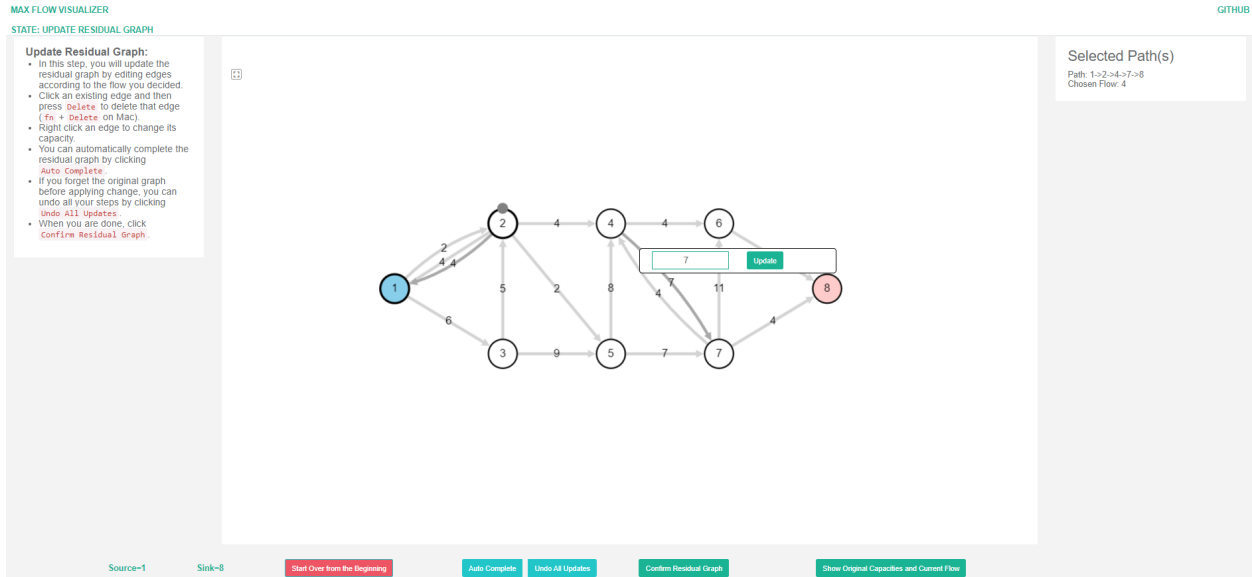 MAX FLOW VISUALIZER
GITHUB
STATE: UPDATE RESIDUAL GRAPH
Update Residual Graph:
In this step, you will update the
residual graph by editing edges
according to the flow you decided.
Click an existing edge and then
press Delete to delete that edge
( fn + Delete on Mac).
Right click an edge to change its
capacity.
You can automatically complete the
residual graph by clicking
Auto Complete.
If you forget the original graph
before applying change, you can
undo all your steps by clicking
Undo All Updates.
When you are done, click
Confirm Residual Graph.
Selected Path(s)
Path: 1->2->4->7->8
Chosen Flow: 4
2 4 4 4 6
2
4 4
7 Update
1 5 2 8 4 7 11 8
6 4
3 9 5 7 7
Source=1
Sink=8
Start Over from the Beginning
Auto Complete
Undo All Updates
Confirm Residual Graph
Show Original Capacities and Current Flow